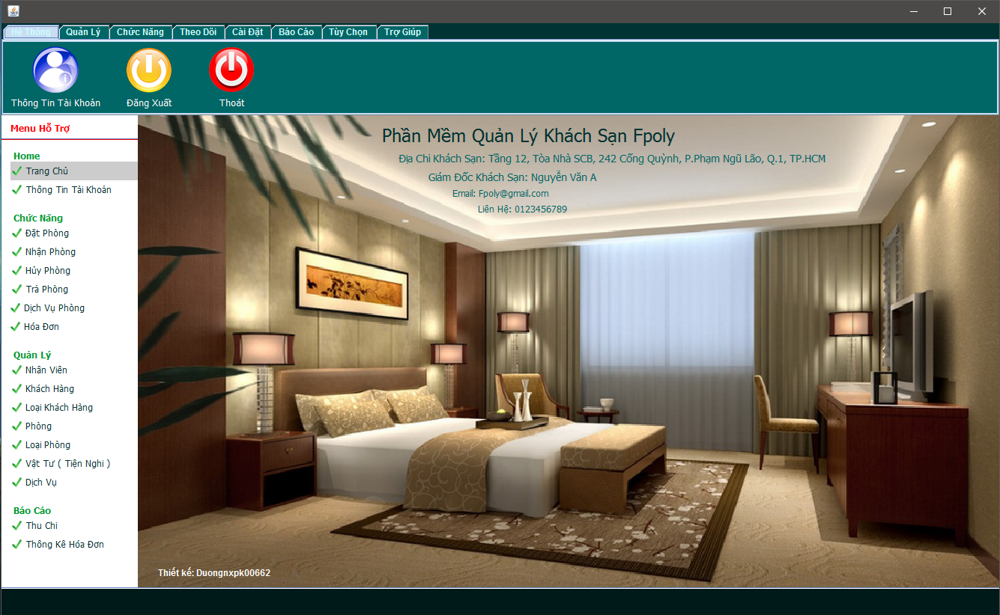 Hệ Thống Quản Lý Chức Năng Theo Dõi Cài Đặt Báo Cáo Tùy Chọn Trợ Giúp
Thông Tin Tài Khoản Đăng Xuất Thoát
Menu Hỗ Trợ
Home
Trang Chủ
Thông Tin Tài Khoản
Chức Năng
Đặt Phòng
Nhận Phòng
Hủy Phòng
Trả Phòng
Dịch Vụ Phòng
Hóa Đơn
Quản Lý
Nhân Viên
Khách Hàng
Loại Khách Hàng
Phòng
Loại Phòng
Vật Tư ( Tiện Nghi )
Dịch Vụ
Báo Cáo
Thu Chi
Thông Kê Hóa Đơn
Phần Mềm Quản Lý Khách Sạn Fpoly
Địa Chỉ Khách Sạn: Tầng 12, Tòa Nhà SCB, 242 Cống Quỳnh, P.Phạm Ngũ Lão, Q.1, TP.HCM
Giám Đốc Khách Sạn: Nguyễn Văn A
Email: Fpoly@gmail.com
Liên Hệ: 0123456789
Thiết kế: Duongnxpk00662